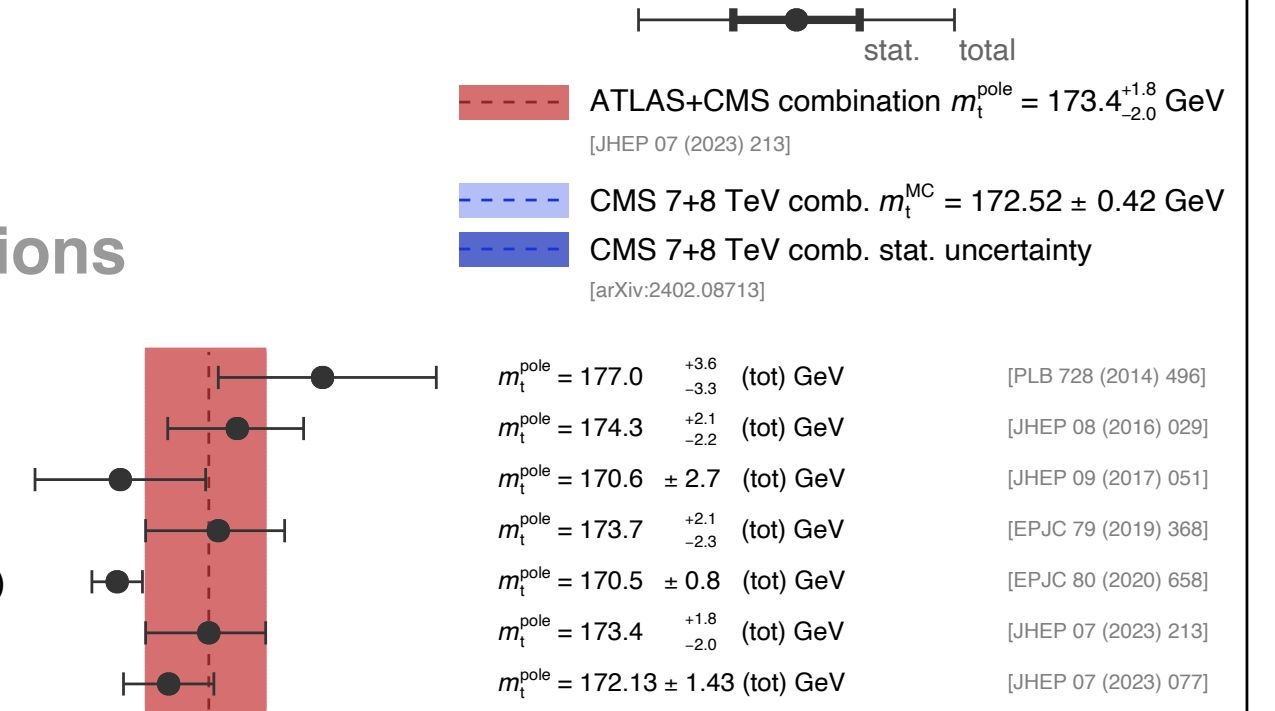 stat. total
ATLAS+CMS combination m_t^pole = 173.4 +1.8 −2.0 GeV
[JHEP 07 (2023) 213]
CMS 7+8 TeV comb. m_t^MC = 172.52 ± 0.42 GeV
CMS 7+8 TeV comb. stat. uncertainty
[arXiv:2402.08713]
ions
m_t^pole = 177.0 +3.6 −3.3 (tot) GeV [PLB 728 (2014) 496]
m_t^pole = 174.3 +2.1 −2.2 (tot) GeV [JHEP 08 (2016) 029]
m_t^pole = 170.6 ± 2.7 (tot) GeV [JHEP 09 (2017) 051]
m_t^pole = 173.7 +2.1 −2.3 (tot) GeV [EPJC 79 (2019) 368]
) m_t^pole = 170.5 ± 0.8 (tot) GeV [EPJC 80 (2020) 658]
m_t^pole = 173.4 +1.8 −2.0 (tot) GeV [JHEP 07 (2023) 213]
m_t^pole = 172.13 ± 1.43 (tot) GeV [JHEP 07 (2023) 077]